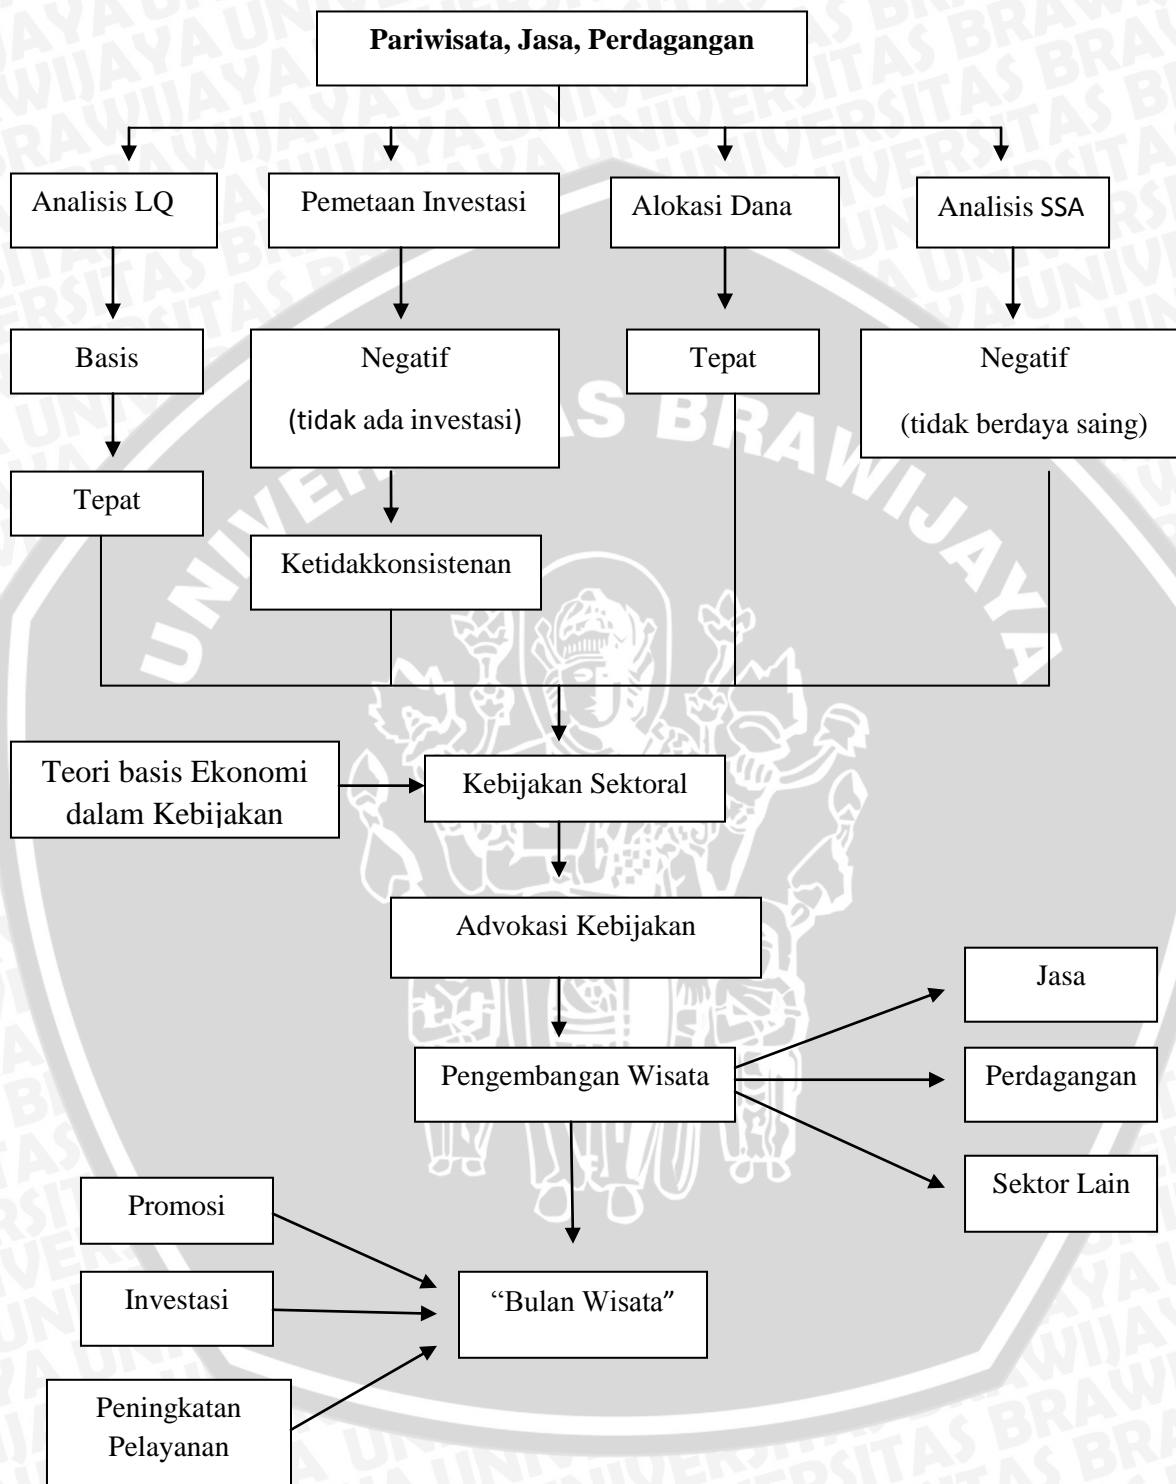 Pariwisata, Jasa, Perdagangan
Analisis LQ
Pemetaan Investasi
Alokasi Dana
Analisis SSA
Basis
Negatif
(tidak ada investasi)
Tepat
Negatif
(tidak berdaya saing)
Tepat
Ketidakkonsistenan
UNIVERSITAS BRAWIJAYA
Teori basis Ekonomi
dalam Kebijakan
Kebijakan Sektoral
Advokasi Kebijakan
Jasa
Pengembangan Wisata
Perdagangan
Sektor Lain
Promosi
Investasi
“Bulan Wisata”
Peningkatan
Pelayanan